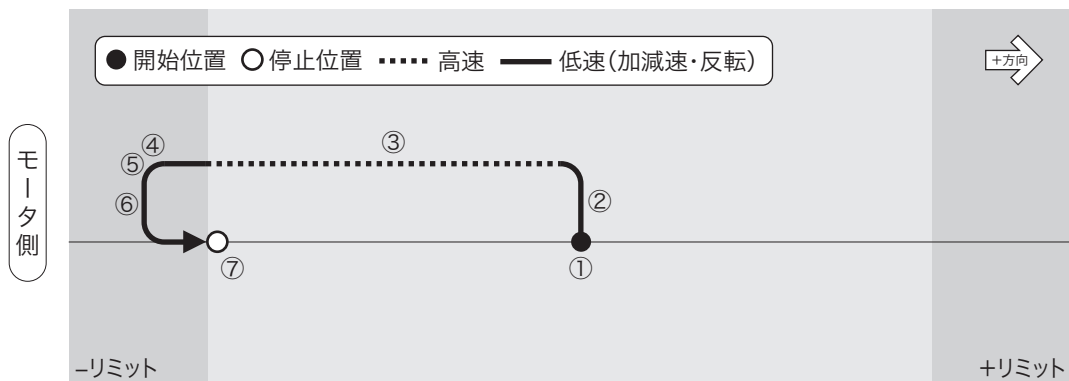 ●開始位置 ○停止位置 ······ 高速 ━━ 低速(加減速・反転)
+方向
モータ側
④
③
⑤
⑥
②
⑦
①
−リミット
+リミット